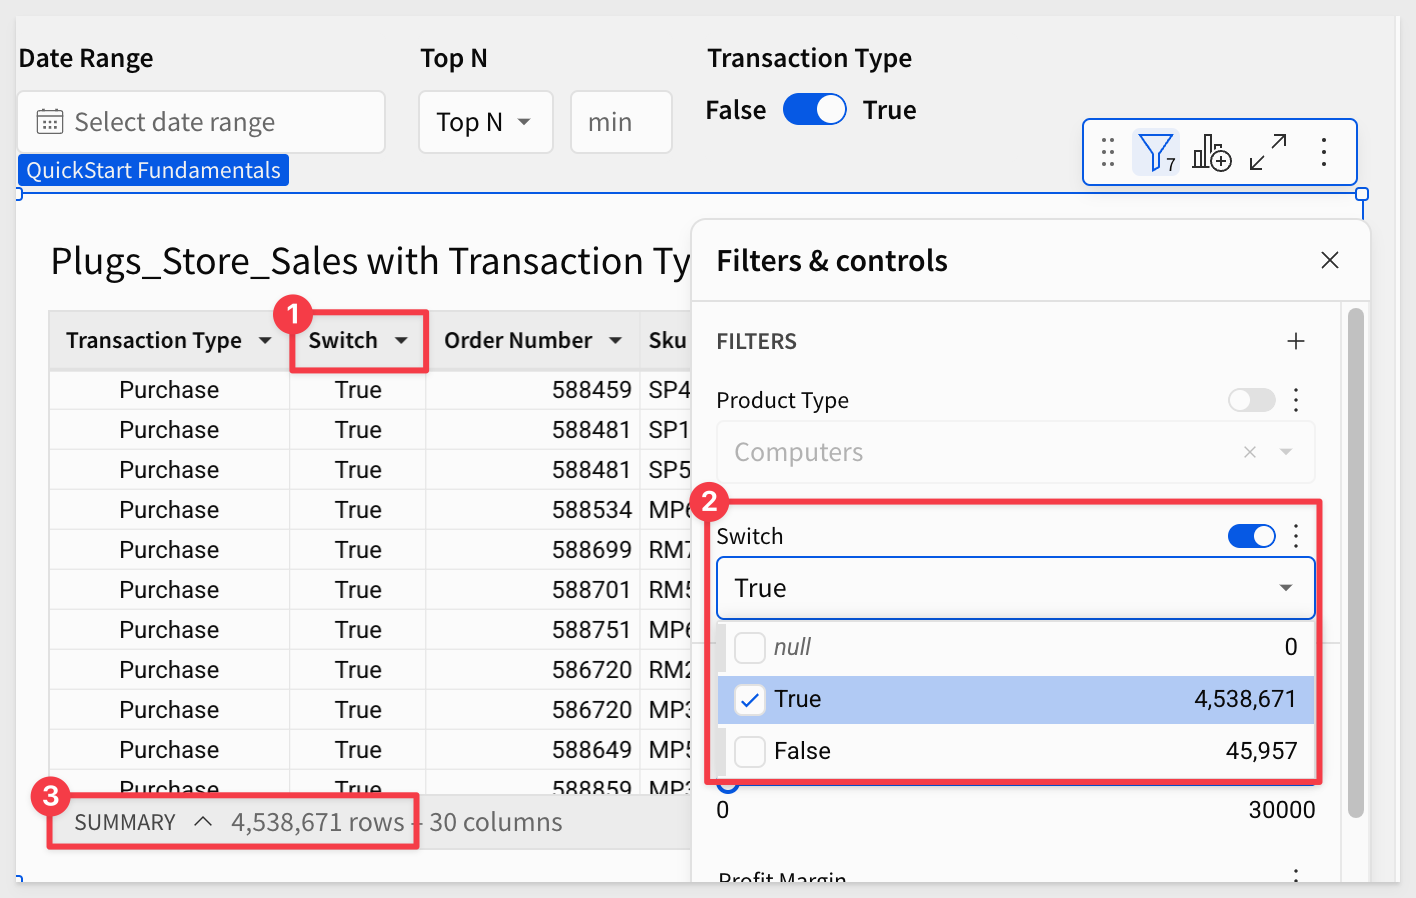 Date Range
Top N
Transaction Type
Select date range
Top N
min
False
True
QuickStart Fundamentals
7
Plugs_Store_Sales with Transaction Ty
Filters & controls
1
Transaction Type Switch Order Number Sku
Purchase True 588459 SP4
Purchase True 588481 SP1
Purchase True 588481 SP5
Purchase True 588534 MP6
Purchase True 588699 RM7
Purchase True 588701 RM5
Purchase True 588751 MP6
Purchase True 586720 RM2
Purchase True 586720 MP3
Purchase True 588649 MP5
Purchase True 588859 MP3
3
SUMMARY 4,538,671 rows - 30 columns
FILTERS
Product Type
Computers
2
Switch
True
null 0
True 4,538,671
False 45,957
0 30000
Profit Margin